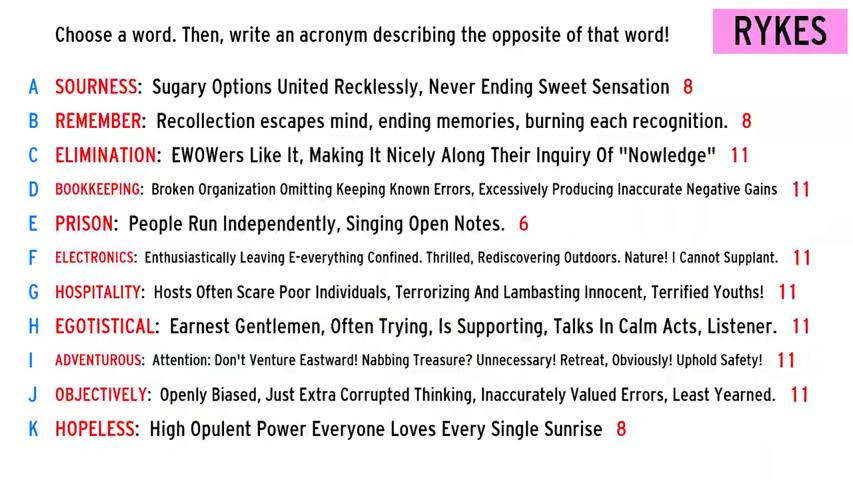 Choose a word. Then, write an acronym describing the opposite of that word!
RYKES
A SOURNESS: Sugary Options United Recklessly, Never Ending Sweet Sensation 8
B REMEMBER: Recollection escapes mind, ending memories, burning each recognition. 8
C ELIMINATION: EWOWers Like It, Making It Nicely Along Their Inquiry Of "Nowledge" 11
D BOOKKEEPING: Broken Organization Omitting Keeping Known Errors, Excessively Producing Inaccurate Negative Gains 11
E PRISON: People Run Independently, Singing Open Notes. 6
F ELECTRONICS: Enthusiastically Leaving E-everything Confined. Thrilled, Rediscovering Outdoors. Nature! I Cannot Supplant. 11
G HOSPITALITY: Hosts Often Scare Poor Individuals, Terrorizing And Lambasting Innocent, Terrified Youths! 11
H EGOTISTICAL: Earnest Gentlemen, Often Trying, Is Supporting, Talks In Calm Acts, Listener. 11
I ADVENTUROUS: Attention: Don't Venture Eastward! Nabbing Treasure? Unnecessary! Retreat, Obviously! Uphold Safety! 11
J OBJECTIVELY: Openly Biased, Just Extra Corrupted Thinking, Inaccurately Valued Errors, Least Yearned. 11
K HOPELESS: High Opulent Power Everyone Loves Every Single Sunrise 8